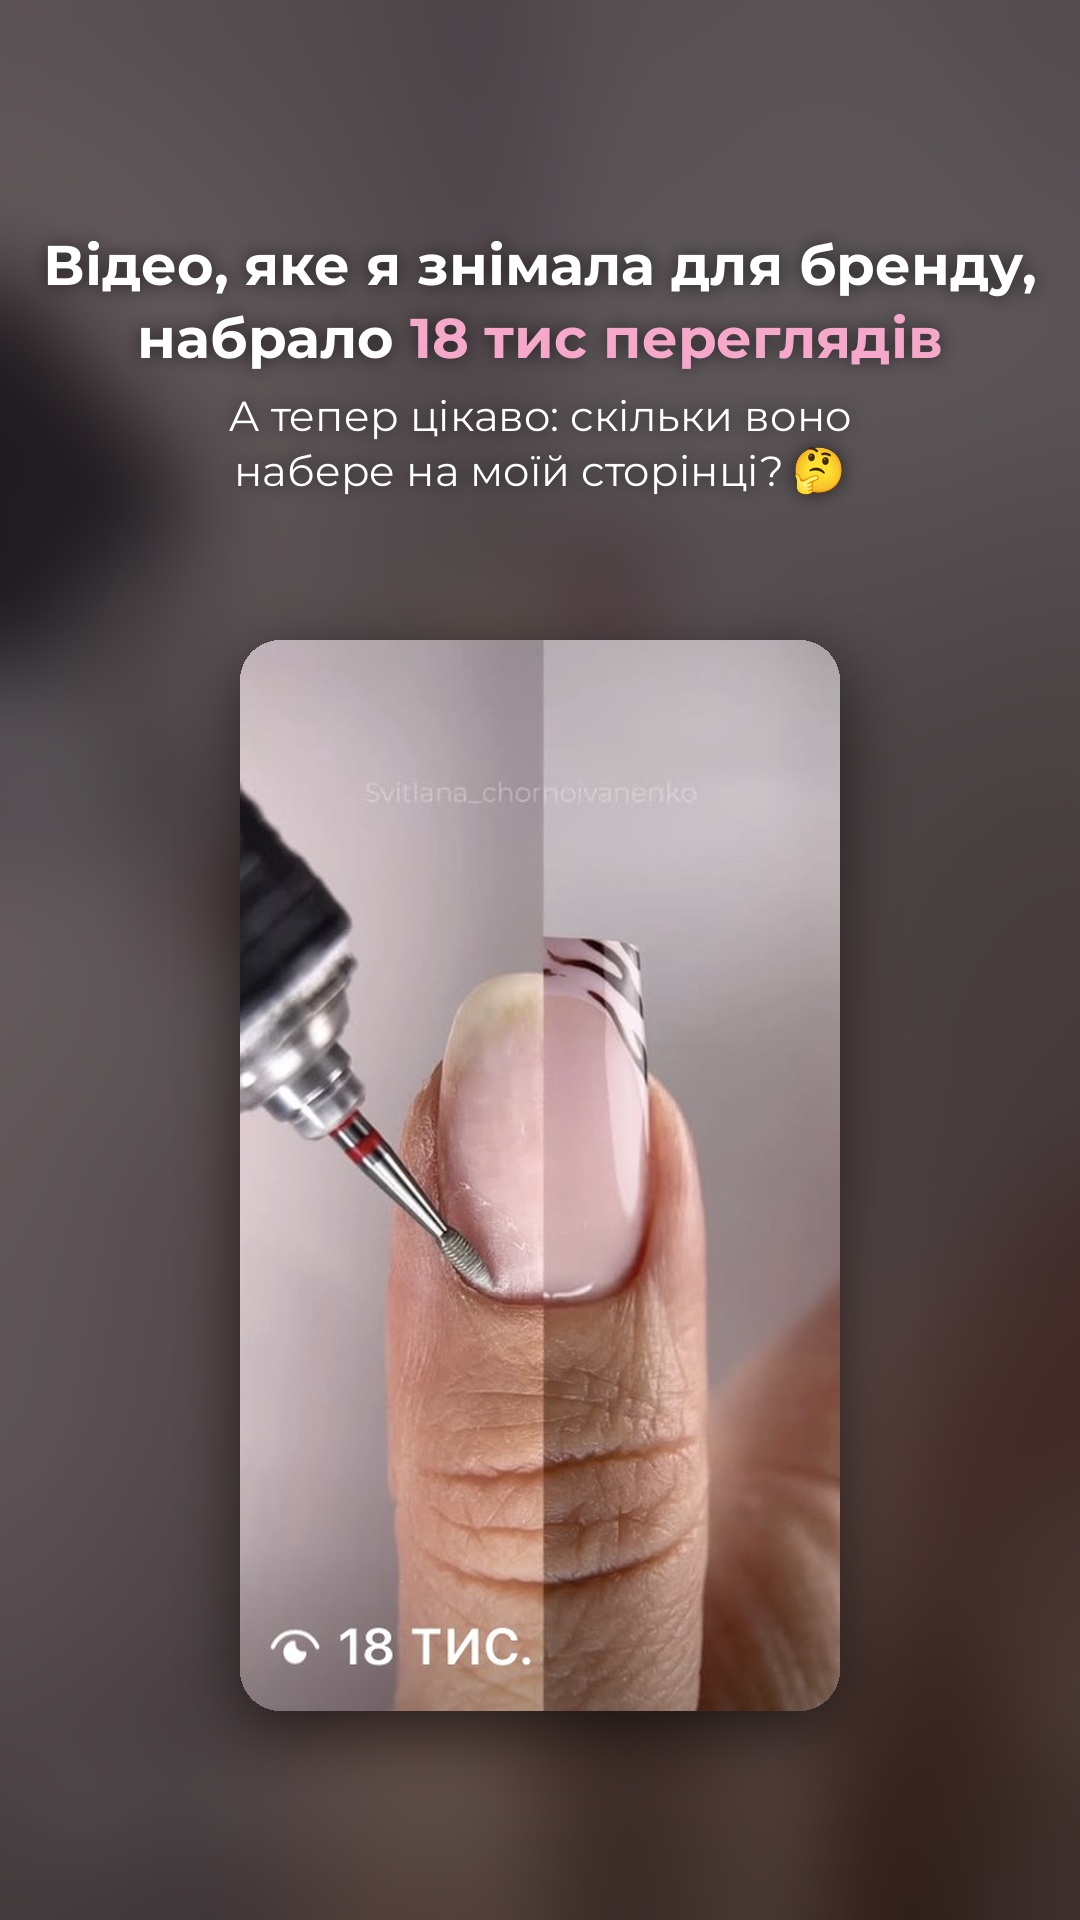 Відео, яке я знімала для бренду,
набрало 18 тис переглядів
А тепер цікаво: скільки воно
набере на моїй сторінці? 🤔
Svitlana_chornoivanenko
18 ТИС.